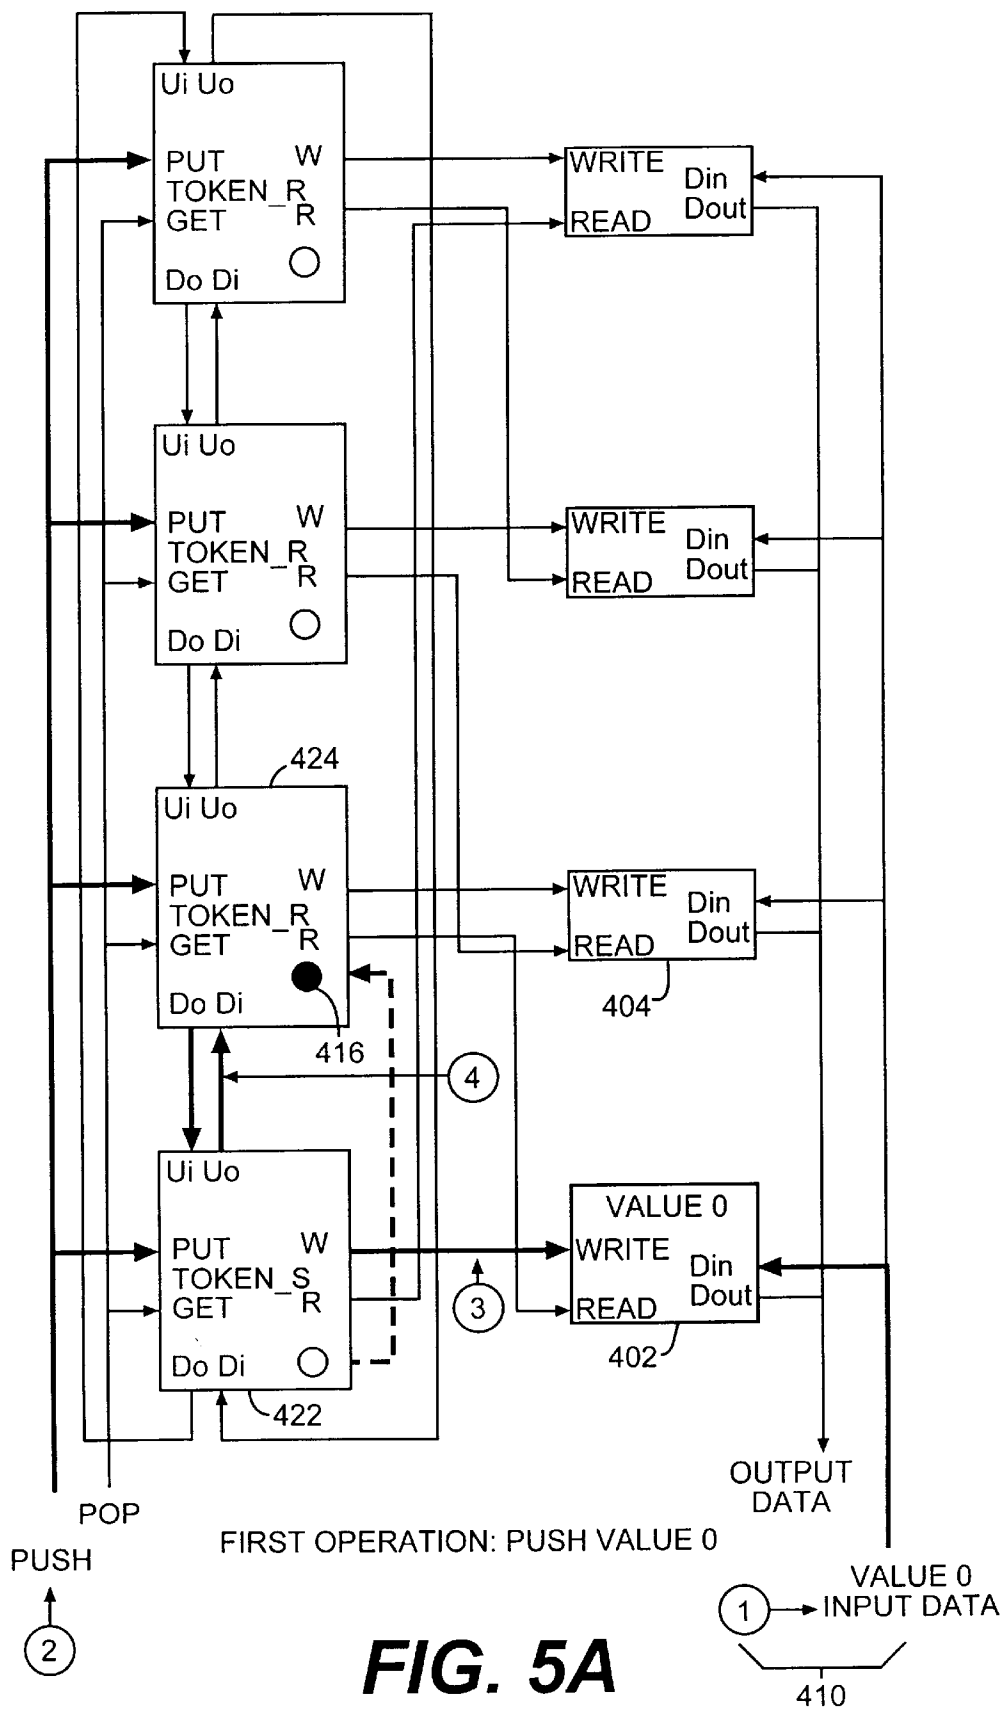 Ui Uo
PUT W
TOKEN_R
GET R
Do Di
WRITE
Din
Dout
READ
Ui Uo
PUT W
TOKEN_R
GET R
Do Di
WRITE
Din
Dout
READ
424
Ui Uo
PUT W
TOKEN_R
GET R
Do Di
416
WRITE
Din
Dout
READ
404
4
Ui Uo
PUT W
TOKEN_S
GET R
Do Di
422
3
VALUE 0
WRITE
Din
Dout
READ
402
OUTPUT
DATA
POP
PUSH
2
FIRST OPERATION: PUSH VALUE 0
VALUE 0
1 INPUT DATA
410
FIG. 5A